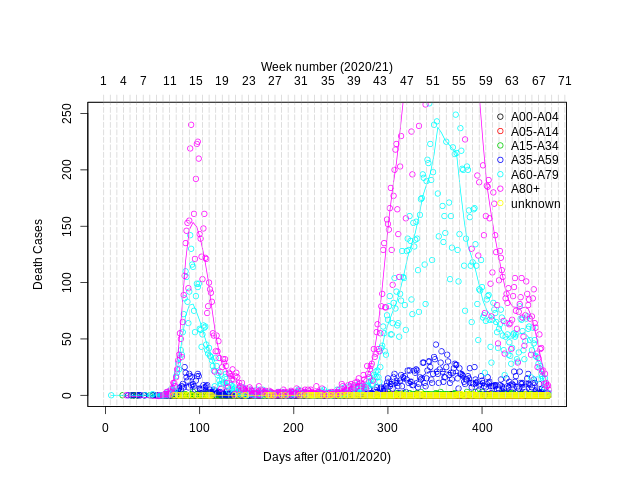 Week number (2020/21)
1 4 7 11 15 19 23 27 31 35 39 43 47 51 55 59 63 67 71
250
200
150
100
50
0
Death Cases
A00-A04
A05-A14
A15-A34
A35-A59
A60-A79
A80+
unknown
0 100 200 300 400
Days after (01/01/2020)